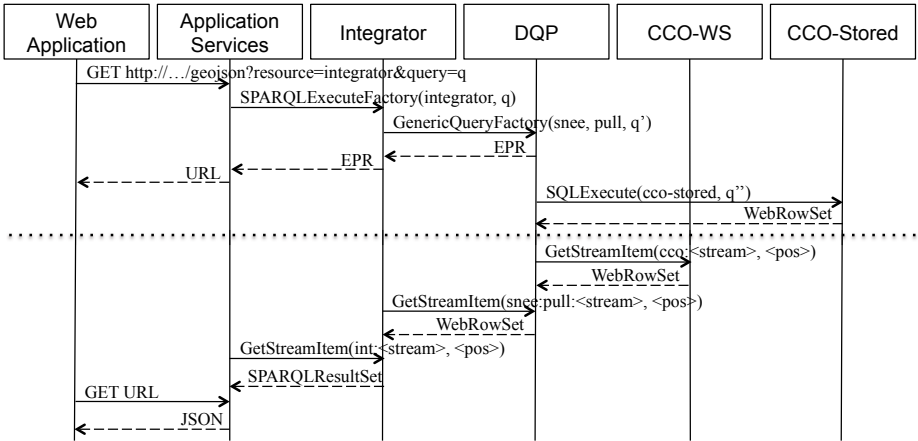 Web
Application
Application
Services
Integrator
DQP
CCO-WS
CCO-Stored
GET http://…/geojson?resource=integrator&query=q
SPARQLExecuteFactory(integrator, q)
GenericQueryFactory(snee, pull, q’)
EPR
EPR
URL
SQLExecute(cco-stored, q’’)
WebRowSet
GetStreamItem(cco:<stream>, <pos>)
WebRowSet
GetStreamItem(snee:pull:<stream>, <pos>)
WebRowSet
GetStreamItem(int:<stream>, <pos>)
SPARQLResultSet
GET URL
JSON